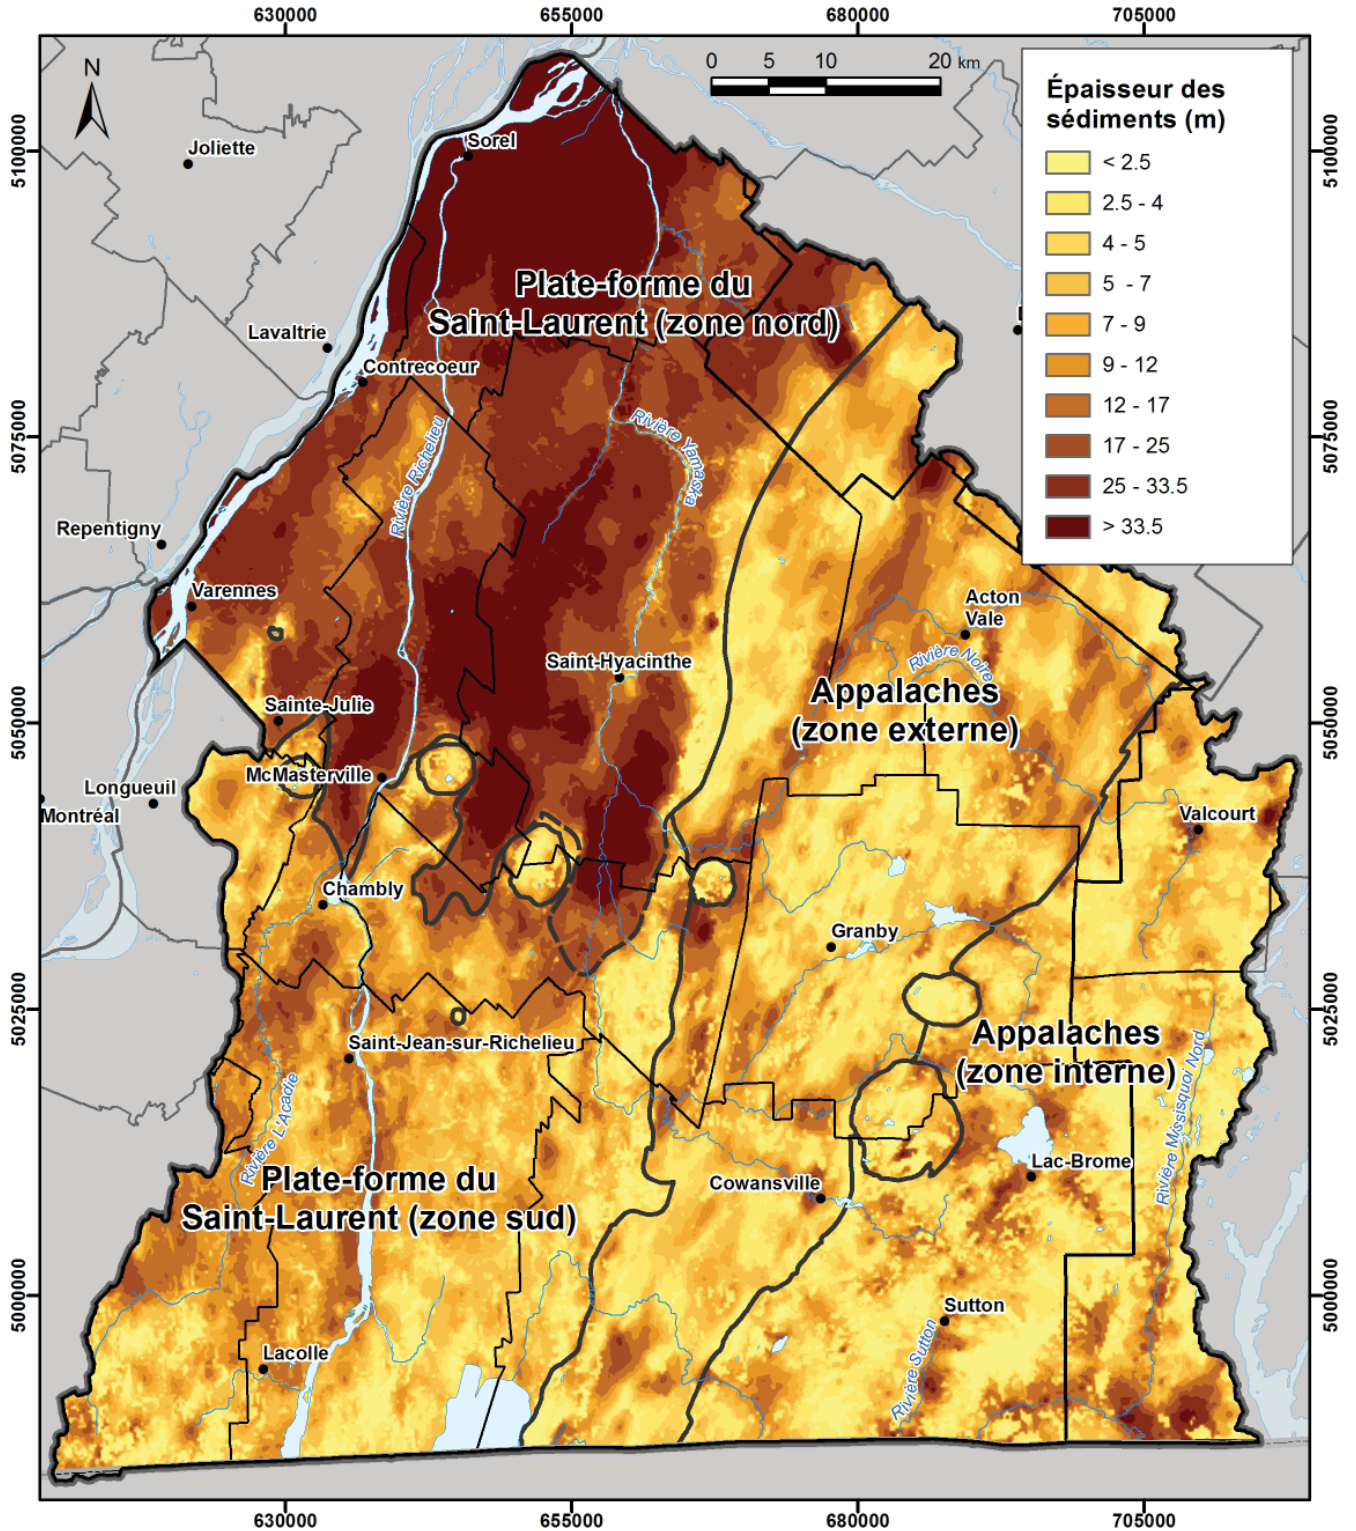 630000
655000
680000
705000
N
0
5
10
20 km
Épaisseur des
sédiments (m)
< 2.5
2.5 - 4
4 - 5
5 - 7
7 - 9
9 - 12
12 - 17
17 - 25
25 - 33.5
> 33.5
5100000
5100000
Joliette
Sorel
Plate-forme du
Saint-Laurent (zone nord)
Lavaltrie
Contrecoeur
5075000
5075000
Rivière Richelieu
Rivière Yamaska
Repentigny
Varennes
Acton
Vale
Rivière Noire
Saint-Hyacinthe
Appalaches
(zone externe)
5050000
5050000
Sainte-Julie
McMasterville
Longueuil
Montréal
Valcourt
Chambly
Granby
5025000
5025000
Saint-Jean-sur-Richelieu
Appalaches
(zone interne)
Rivière L'Acadie
Rivière Missisquoi Nord
Plate-forme du
Saint-Laurent (zone sud)
Cowansville
Lac-Brome
5000000
5000000
Sutton
Rivière Sutton
Lacolle
630000
655000
680000
705000